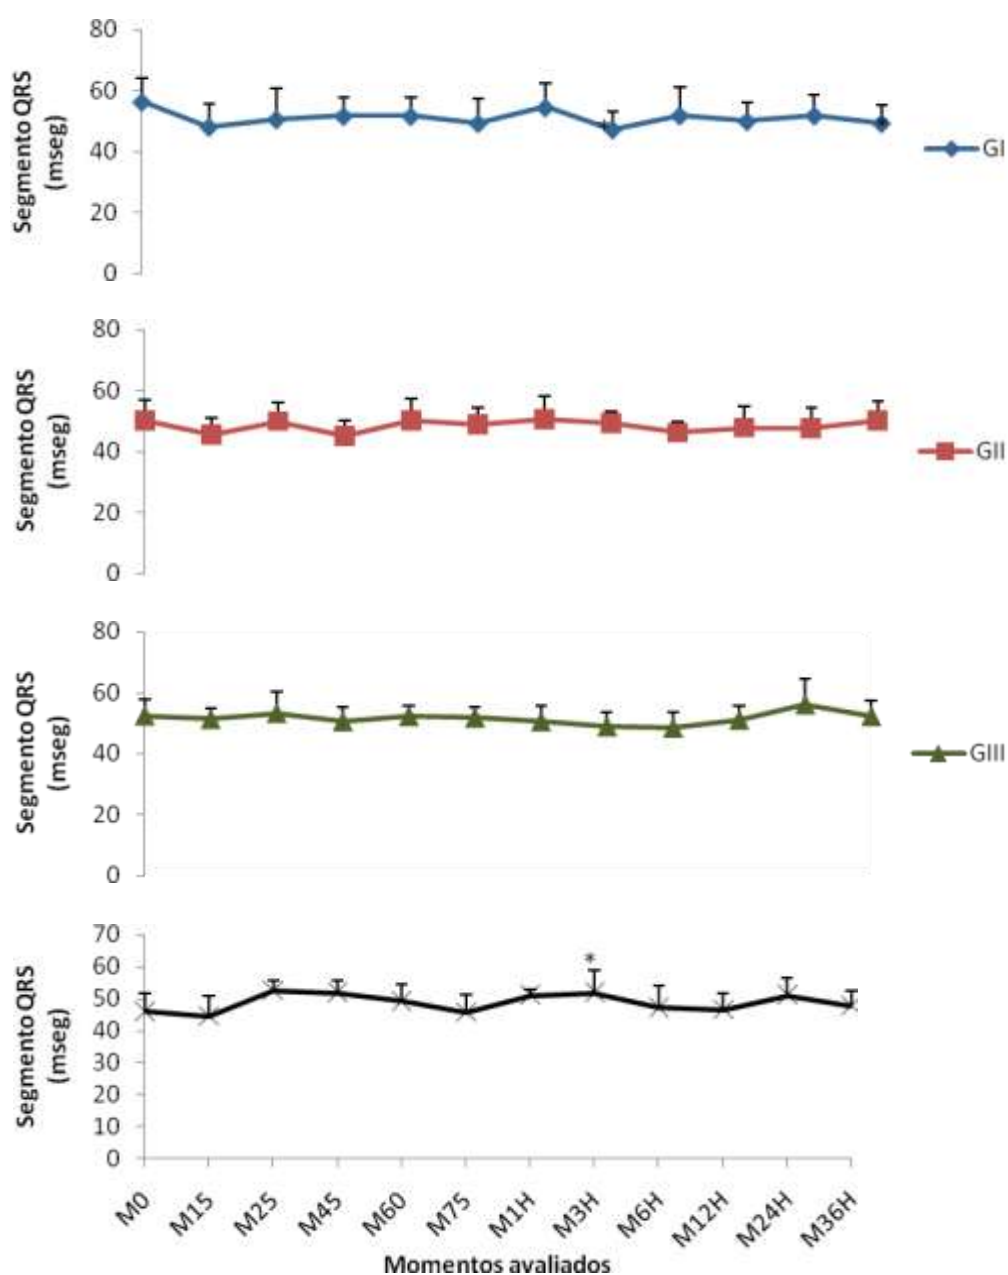 Segmento QRS
(mseg)
80
60
40
20
0
GI
Segmento QRS
(mseg)
80
60
40
20
0
GII
Segmento QRS
(mseg)
80
60
40
20
0
GIII
Segmento QRS
(mseg)
70
60
50
40
30
20
10
0
*
M0
M15
M25
M45
M60
M75
M1H
M3H
M6H
M12H
M24H
M36H
Momentos avaliados